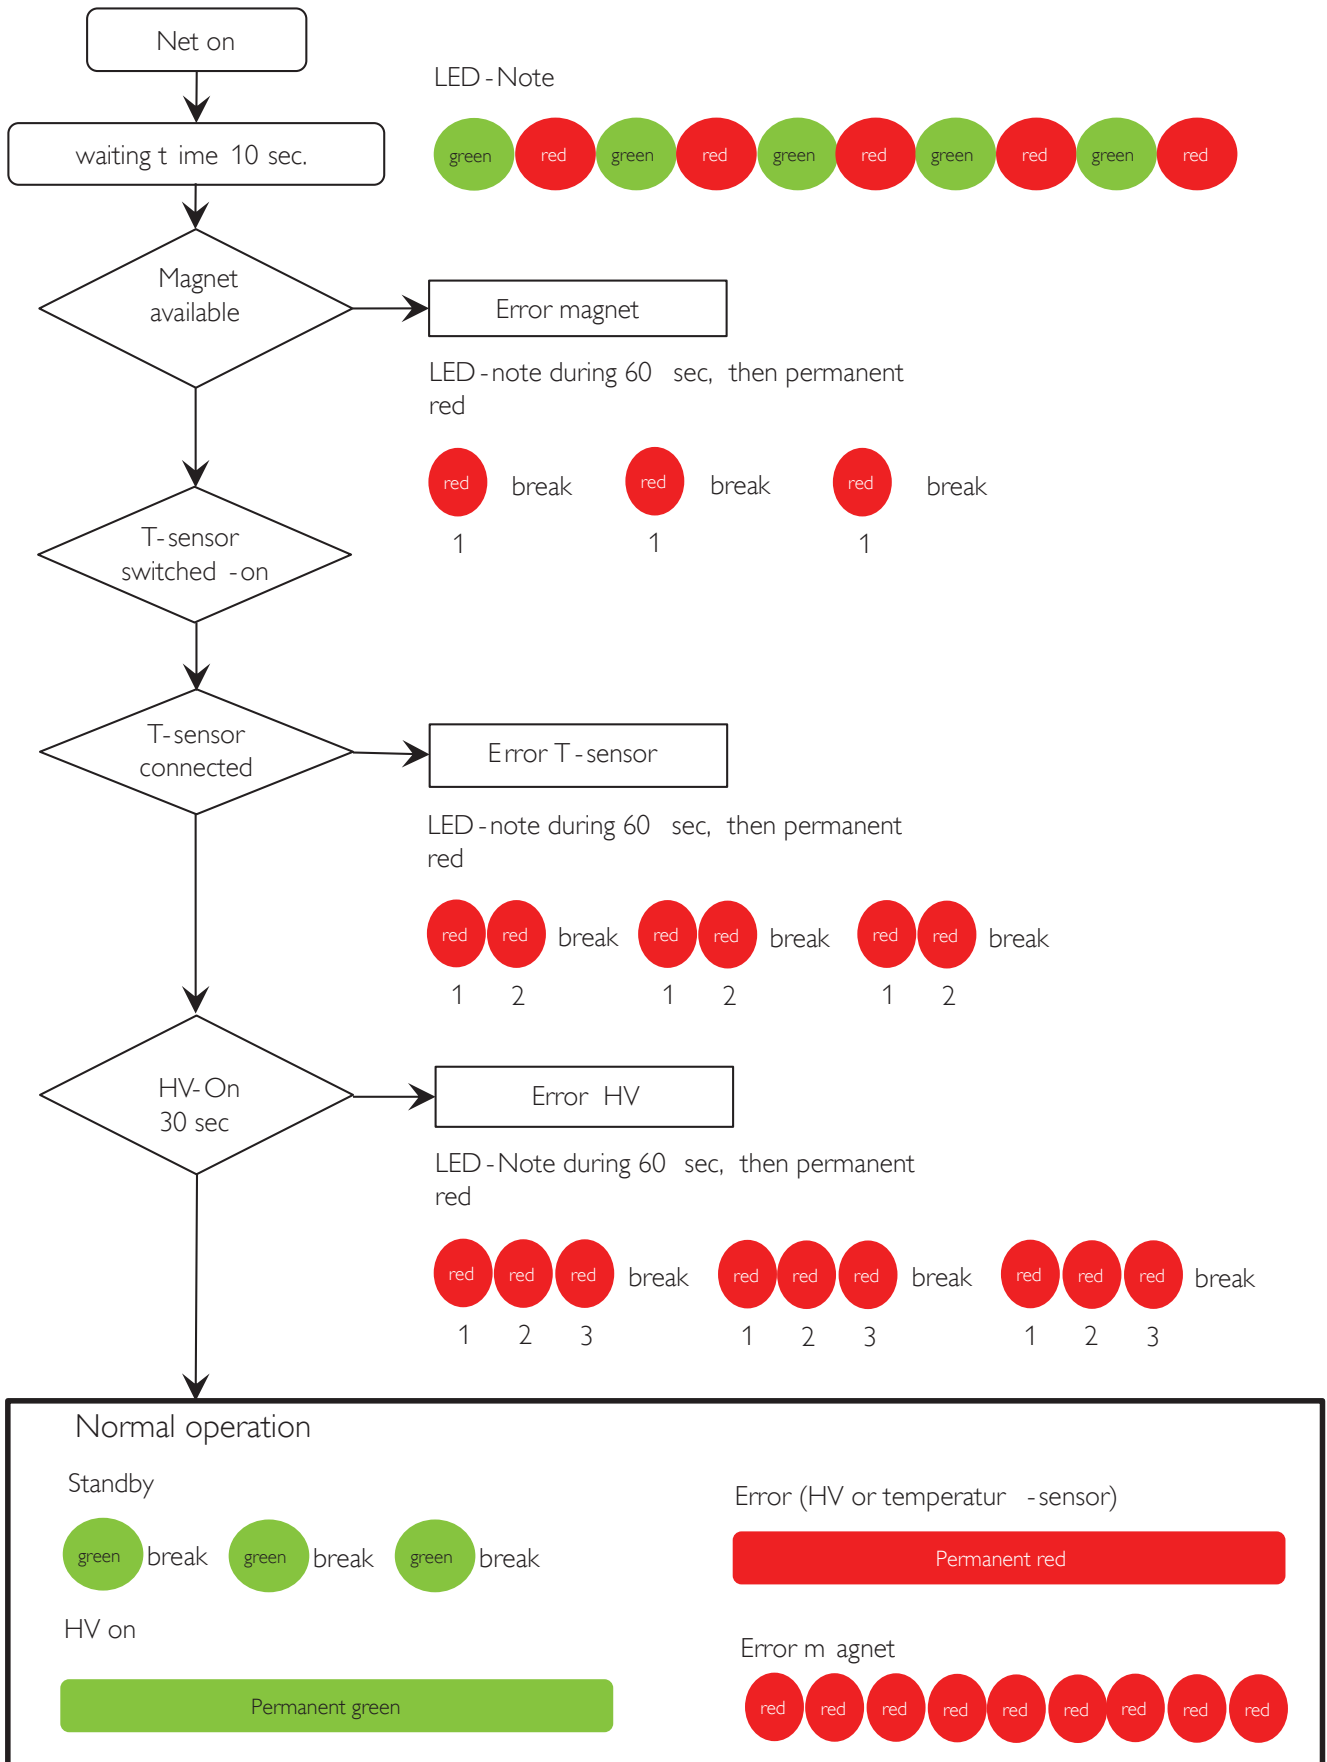 Net on
LED-Note
waiting t ime 10 sec.
green red green red green red green red green red
Magnet
available
Error magnet
LED-note during 60 sec, then permanent
red
red break red break red break
1 1 1
T-sensor
switched -on
T-sensor
connected
Error T-sensor
LED-note during 60 sec, then permanent
red
red red break red red break red red break
1 2 1 2 1 2
HV-On
30 sec
Error HV
LED-Note during 60 sec, then permanent
red
red red red break red red red break red red red break
1 2 3 1 2 3 1 2 3
Normal operation
Standby
green break green break green break
HV on
Permanent green
Error (HV or temperatur -sensor)
Permanent red
Error m agnet
red red red red red red red red red